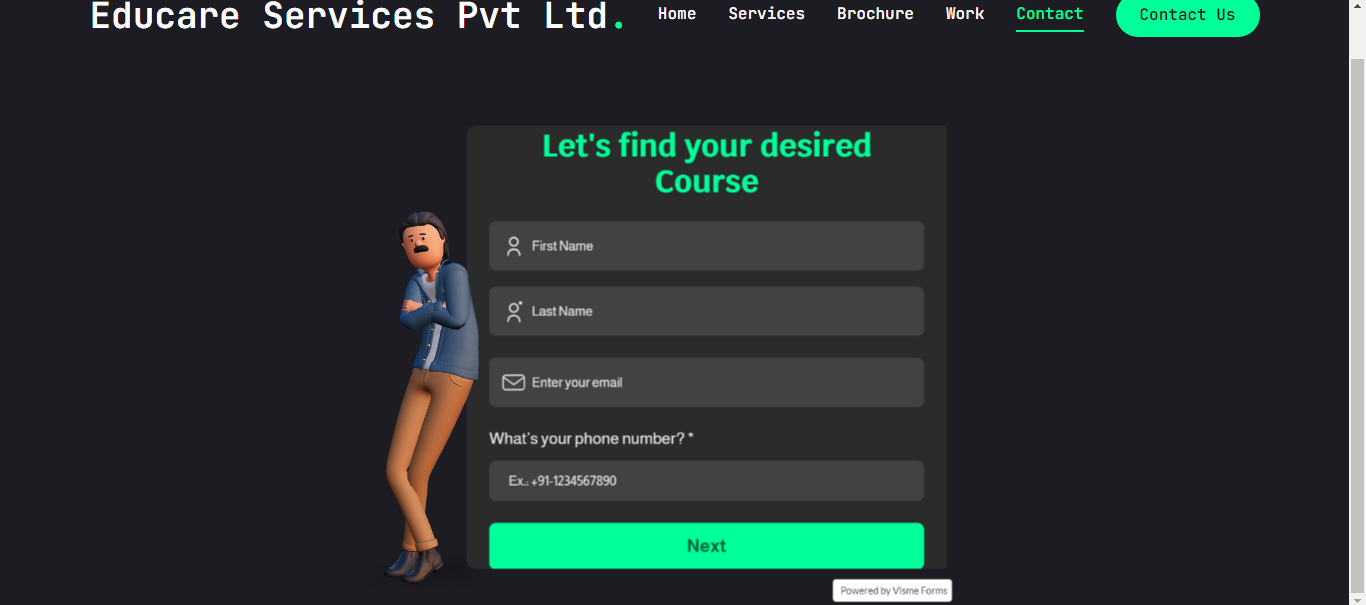 Educare Services Pvt Ltd.
Home Services Brochure Work Contact Contact Us
Let's find your desired
Course
First Name
Last Name
Enter your email
What's your phone number? *
Ex.: +91-1234567890
Next
Powered by Visme Forms